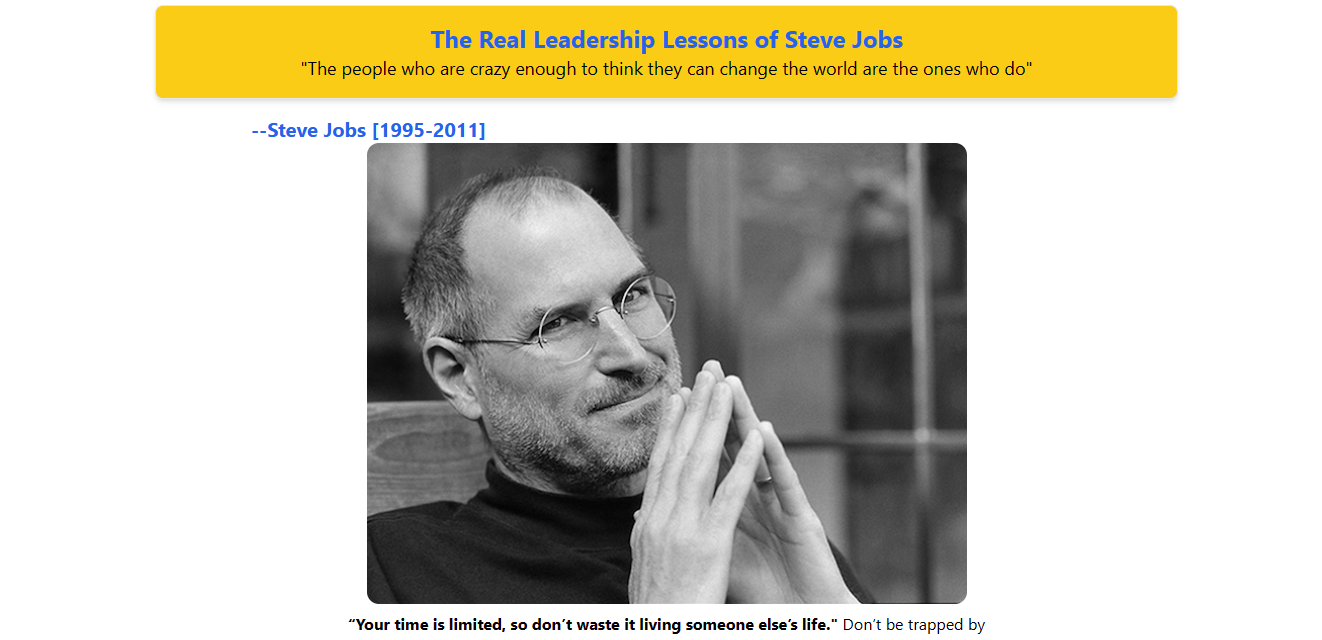 The Real Leadership Lessons of Steve Jobs
"The people who are crazy enough to think they can change the world are the ones who do"
--Steve Jobs [1995-2011]
“Your time is limited, so don’t waste it living someone else’s life." Don’t be trapped by